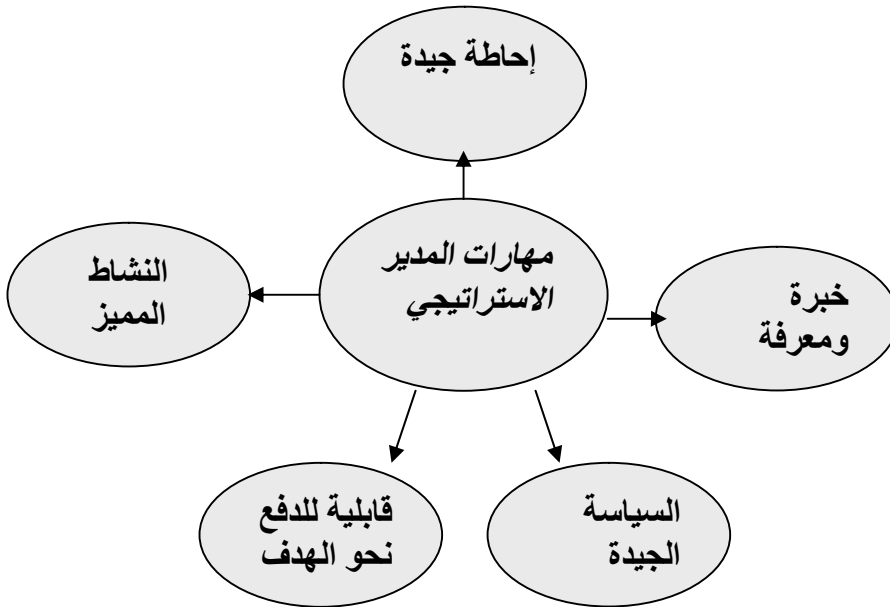 إحاطة جيدة
مهارات المدير
الاستراتيجي
النشاط
المميز
خبرة
ومعرفة
قابلية للدفع
نحو الهدف
السياسة
الجيدة